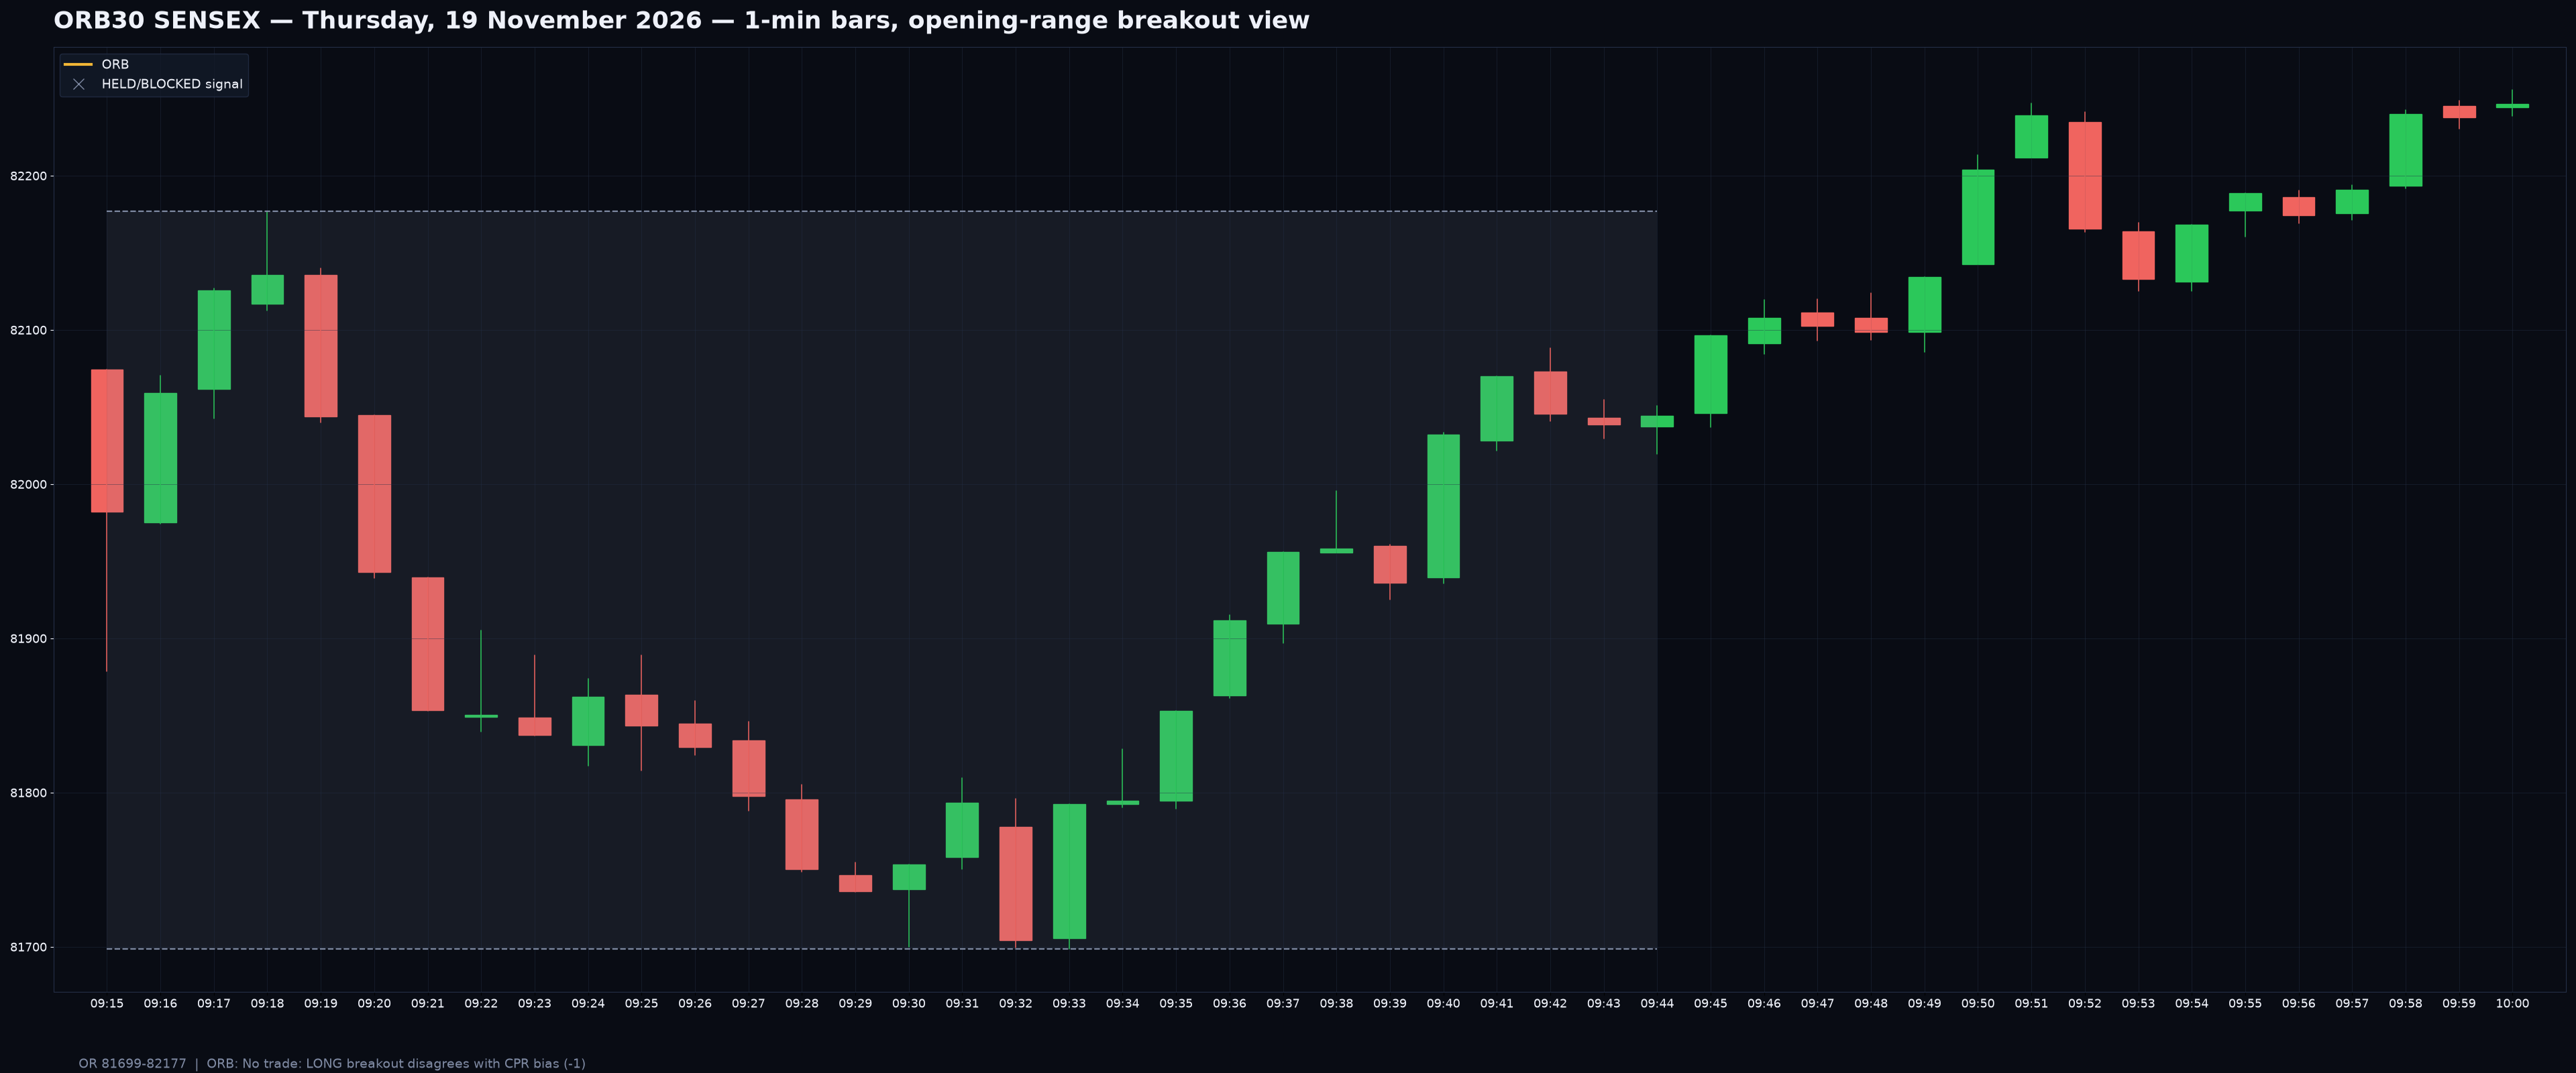 ORB30 SENSEX — Thursday, 19 November 2026 — 1-min bars, opening-range breakout view
ORB
HELD/BLOCKED signal
82200
82100
82000
81900
81800
81700
09:15 09:16 09:17 09:18 09:19 09:20 09:21 09:22 09:23 09:24 09:25 09:26 09:27 09:28 09:29 09:30 09:31 09:32 09:33 09:34 09:35 09:36 09:37 09:38 09:39 09:40 09:41 09:42 09:43 09:44 09:45 09:46 09:47 09:48 09:49 09:50 09:51 09:52 09:53 09:54 09:55 09:56 09:57 09:58 09:59 10:00
OR 81699-82177 | ORB: No trade: LONG breakout disagrees with CPR bias (-1)